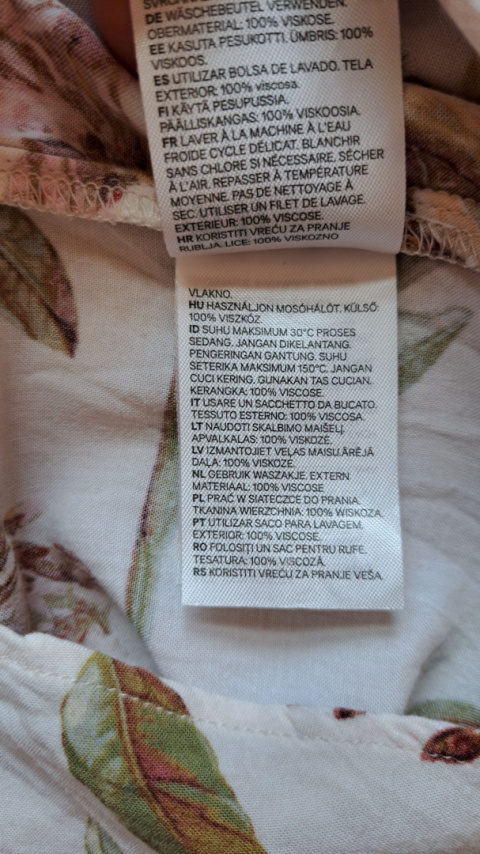 DE WÄSCHEBEUTEL VERWENDEN.
OBERMATERIAL: 100% VISKOSE.
EE KASUTA PESUKOTTI. ÜMBRIS: 100%
VISKOOS.
ES UTILIZAR BOLSA DE LAVADO. TELA
EXTERIOR: 100% viscosa.
FI KÄYTÄ PESUPUSSIA.
PÄÄLLISKANGAS: 100% VISKOOSIA.
FR LAVER À LA MACHINE À L'EAU
FROIDE CYCLE DÉLICAT. BLANCHIR
SANS CHLORE SI NÉCESSAIRE. SÉCHER
À L'AIR. REPASSER À TEMPÉRATURE
MOYENNE. PAS DE NETTOYAGE À
SEC. UTILISER UN FILET DE LAVAGE.
EXTÉRIEUR: 100% VISCOSE.
HR KORISTITI VREĆU ZA PRANJE
RUBLJA. LICE: 100% VISKOZNO
VLAKNO.
HU HASZNÁLJON MOSÓHÁLÓT. KÜLSŐ:
100% VISZKÓZ.
ID SUHU MAKSIMUM 30°C PROSES
SEDANG. JANGAN DIKELANTANG.
PENGERINGAN GANTUNG. SUHU
SETERIKA MAKSIMUM 150°C. JANGAN
CUCI KERING. GUNAKAN TAS CUCIAN.
KERANGKA: 100% VISCOSE.
IT USARE UN SACCHETTO DA BUCATO.
TESSUTO ESTERNO: 100% VISCOSA.
LT NAUDOTI SKALBIMO MAIŠELĮ.
APVALKALAS: 100% VISKOZĖ.
LV IZMANTOJIET VEĻAS MAISU.ĀRĒJĀ
DAĻA: 100% VISKOZE.
NL GEBRUIK WASZAKJE. EXTERN
MATERIAAL: 100% VISCOSE
PL PRAĆ W SIATECZCE DO PRANIA.
TKANINA WIERZCHNIA: 100% WISKOZA.
PT UTILIZAR SACO PARA LAVAGEM.
EXTERIOR: 100% VISCOSE.
RO FOLOSIȚI UN SAC PENTRU RUFE.
TESATURA: 100% VISCOZĂ.
RS KORISTITI VREĆU ZA PRANJE VEŠA.